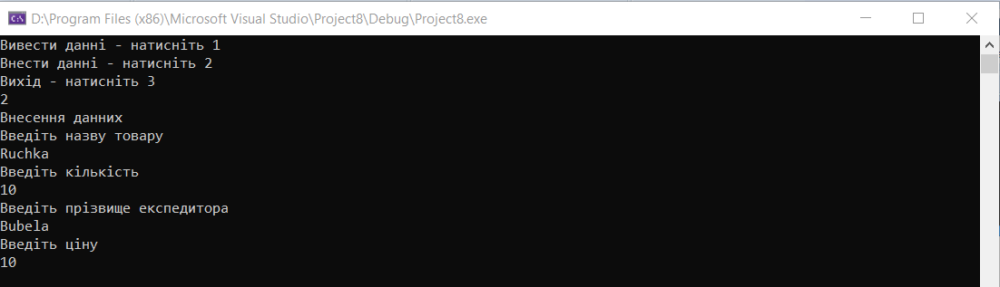 D:\Program Files (x86)\Microsoft Visual Studio\Project8\Debug\Project8.exe
Вивести данні - натисніть 1
Внести данні - натисніть 2
Вихід - натисніть 3
2
Внесення данних
Введіть назву товару
Ruchka
Введіть кількість
10
Введіть прізвище експедитора
Bubela
Введіть ціну
10